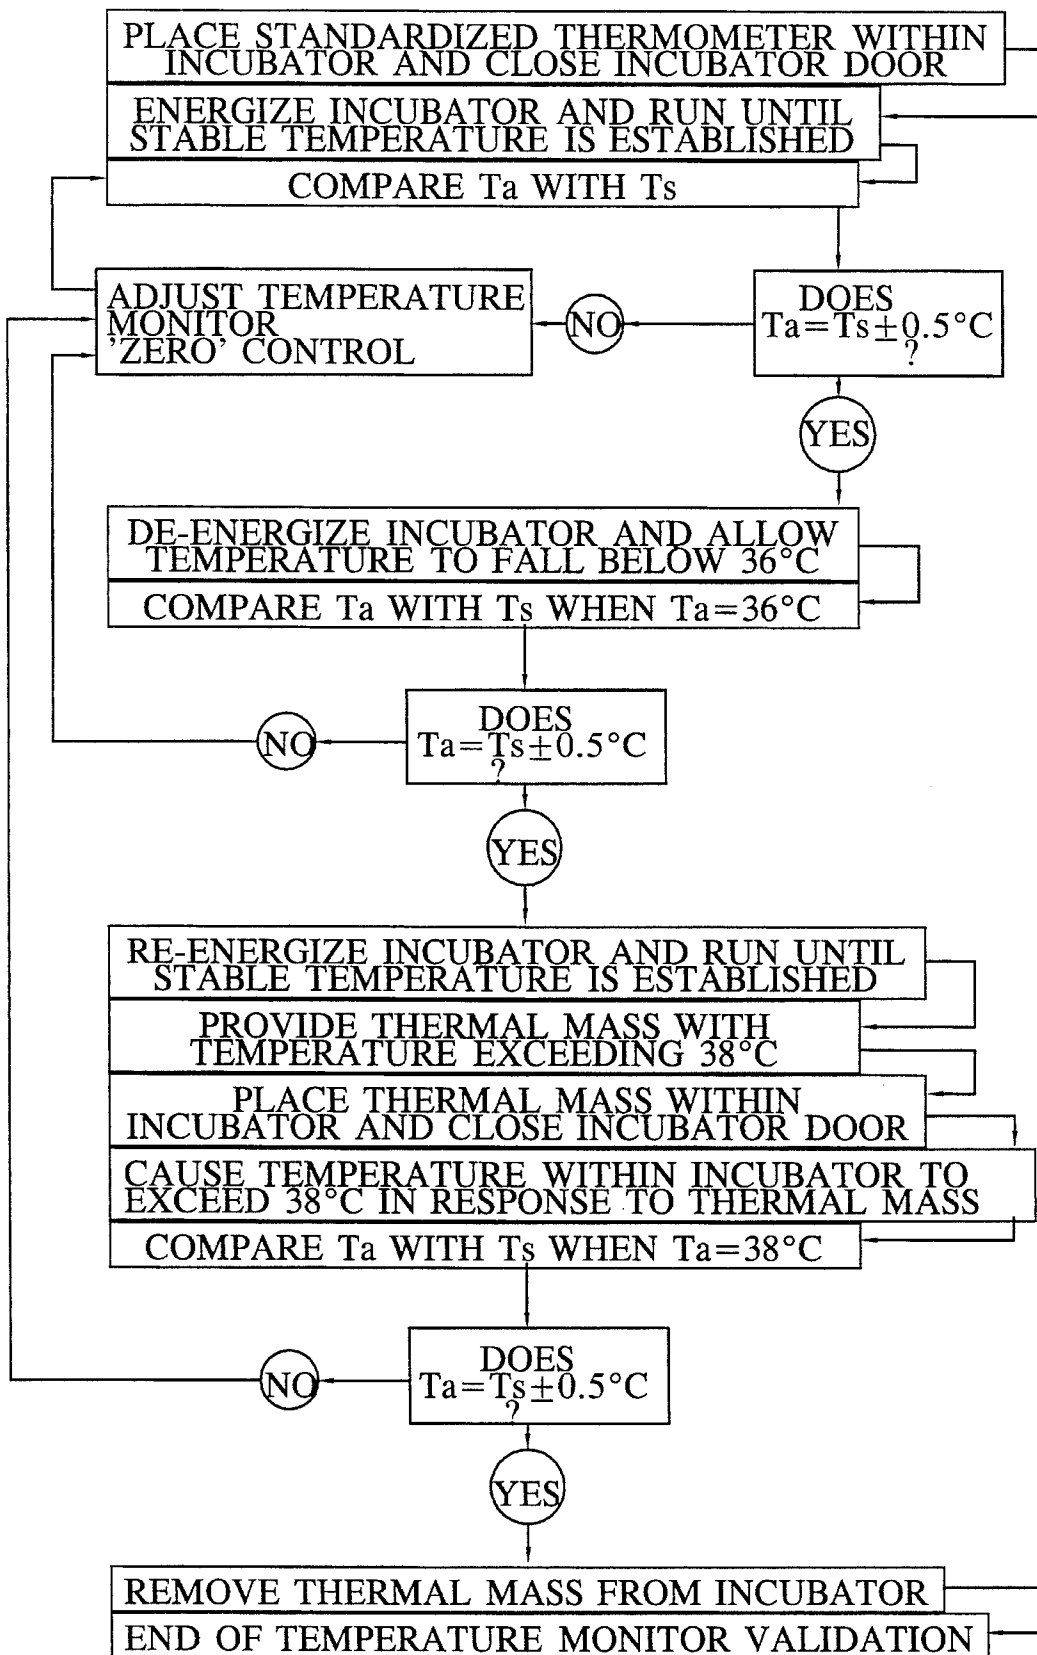 PLACE STANDARDIZED THERMOMETER WITHIN
INCUBATOR AND CLOSE INCUBATOR DOOR
ENERGIZE INCUBATOR AND RUN UNTIL
STABLE TEMPERATURE IS ESTABLISHED
COMPARE Ta WITH Ts
DOES
Ta=Ts±0.5°C
?
NO
ADJUST TEMPERATURE
MONITOR
'ZERO' CONTROL
YES
DE-ENERGIZE INCUBATOR AND ALLOW
TEMPERATURE TO FALL BELOW 36°C
COMPARE Ta WITH Ts WHEN Ta=36°C
DOES
Ta=Ts±0.5°C
?
NO
YES
RE-ENERGIZE INCUBATOR AND RUN UNTIL
STABLE TEMPERATURE IS ESTABLISHED
PROVIDE THERMAL MASS WITH
TEMPERATURE EXCEEDING 38°C
PLACE THERMAL MASS WITHIN
INCUBATOR AND CLOSE INCUBATOR DOOR
CAUSE TEMPERATURE WITHIN INCUBATOR TO
EXCEED 38°C IN RESPONSE TO THERMAL MASS
COMPARE Ta WITH Ts WHEN Ta=38°C
DOES
Ta=Ts±0.5°C
?
NO
YES
REMOVE THERMAL MASS FROM INCUBATOR
END OF TEMPERATURE MONITOR VALIDATION